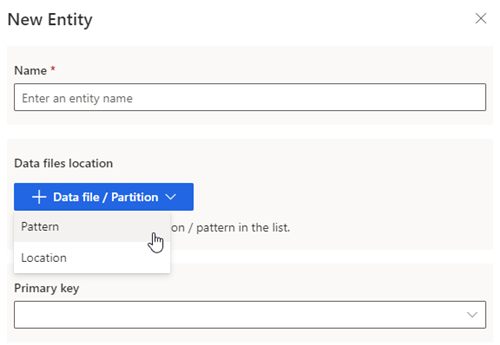 New Entity
Name *
Enter an entity name
Data files location
Data file / Partition
Pattern
on / pattern in the list.
Location
Primary key